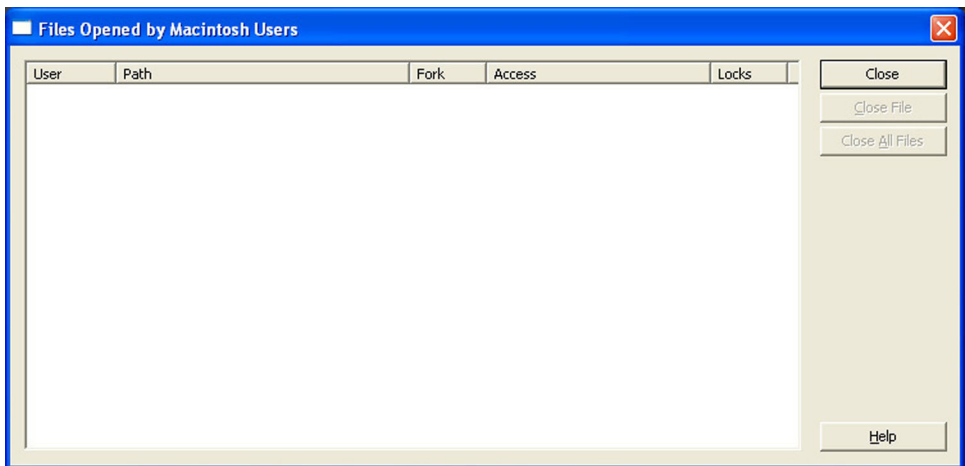 Files Opened by Macintosh Users
User Path Fork Access Locks
Close
Close File
Close All Files
Help